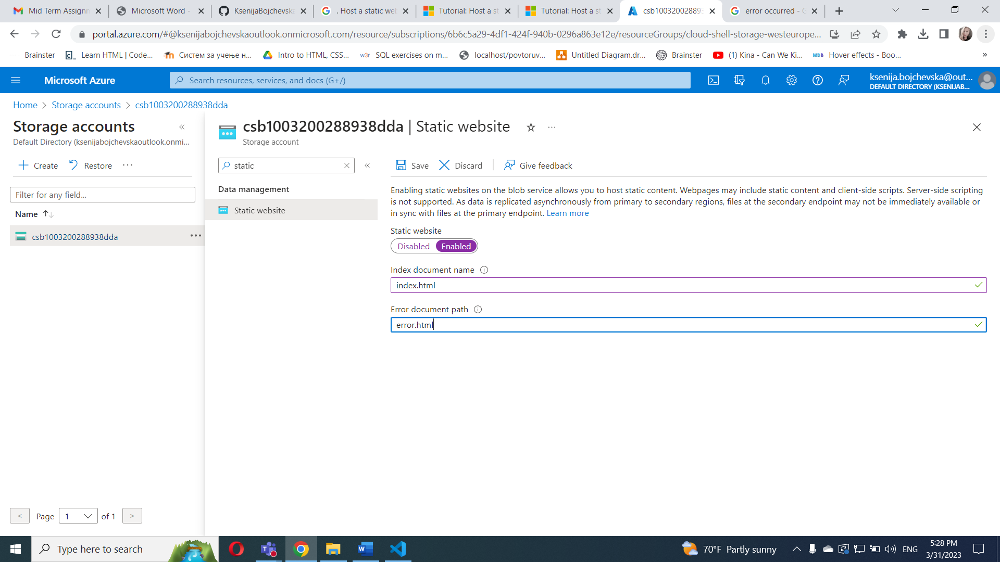 Mid Term Assignm
Microsoft Word -
KsenijaBojchevska
. Host a static web
Tutorial: Host a st
Tutorial: Host a st
csb100320028893
error occurred - G
portal.azure.com/#@ksenijabojchevskaoutlook.onmicrosoft.com/resource/subscriptions/6b6c5a29-4df1-424f-940b-0296a863e12e/resourceGroups/cloud-shell-storage-westeurope...
Brainster
Learn HTML | Code...
Систем за учење н...
Intro to HTML, CSS...
w3r SQL exercises on m...
localhost/povtoruv...
Untitled Diagram.dr...
Brainster
(1) Kina - Can We Ki...
MDB Hover effects - Boo...
»
Microsoft Azure
Search resources, services, and docs (G+/)
ksenija.bojchevska@out...
DEFAULT DIRECTORY (KSENIJAB...
Home > Storage accounts > csb1003200288938dda
Storage accounts
«
Default Directory (ksenijabojchevskaoutlook.onmi...
Create
Restore
...
Filter for any field...
Name ↑↓
csb1003200288938dda
...
< Page 1 of 1 >
csb1003200288938dda | Static website
...
Storage account
static
«
Data management
Static website
Save
Discard
Give feedback
Enabling static websites on the blob service allows you to host static content. Webpages may include static content and client-side scripts. Server-side scripting
is not supported. As data is replicated asynchronously from primary to secondary regions, files at the secondary endpoint may not be immediately available or
in sync with files at the primary endpoint. Learn more
Static website
Disabled Enabled
Index document name
index.html
Error document path
error.html
Type here to search
70°F Partly sunny
ENG
5:28 PM
3/31/2023